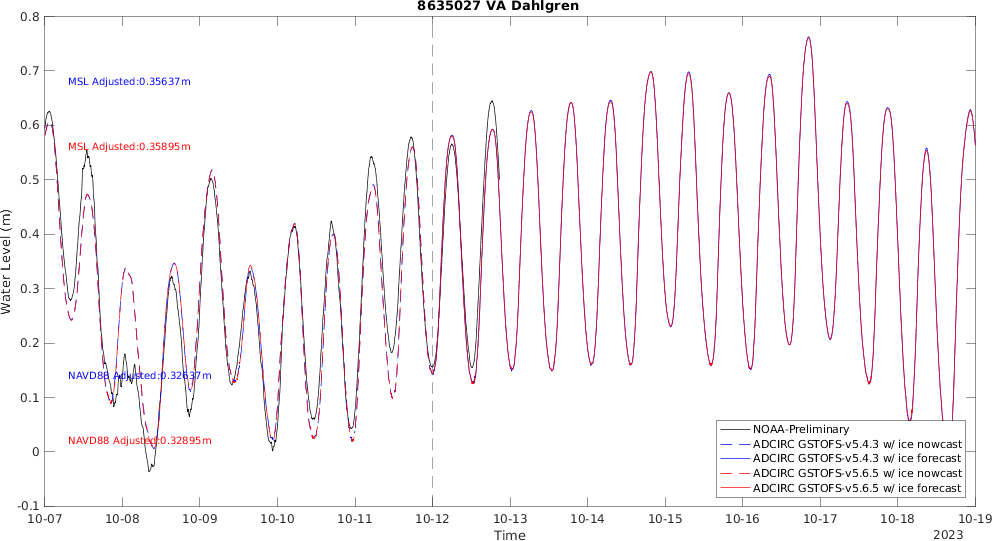 8635027 VA Dahlgren
0.8
0.7
0.6
0.5
0.4
0.3
0.2
0.1
0
-0.1
Water Level (m)
MSL Adjusted:0.35637m
MSL Adjusted:0.35895m
NAVD88 Adjusted:0.32637m
NAVD88 Adjusted:0.32895m
NOAA-Preliminary
ADCIRC GSTOFS-v5.4.3 w/ ice nowcast
ADCIRC GSTOFS-v5.4.3 w/ ice forecast
ADCIRC GSTOFS-v5.6.5 w/ ice nowcast
ADCIRC GSTOFS-v5.6.5 w/ ice forecast
10-07 10-08 10-09 10-10 10-11 10-12 10-13 10-14 10-15 10-16 10-17 10-18 10-19
Time
2023